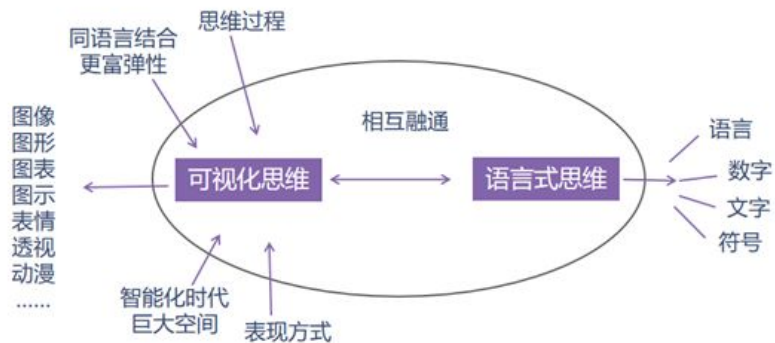 思维过程
同语言结合
更富弹性
图像
图形
图表
图示
表情
透视
动漫
……
相互融通
可视化思维
语言式思维
语言
数字
文字
符号
智能化时代
巨大空间
表现方式